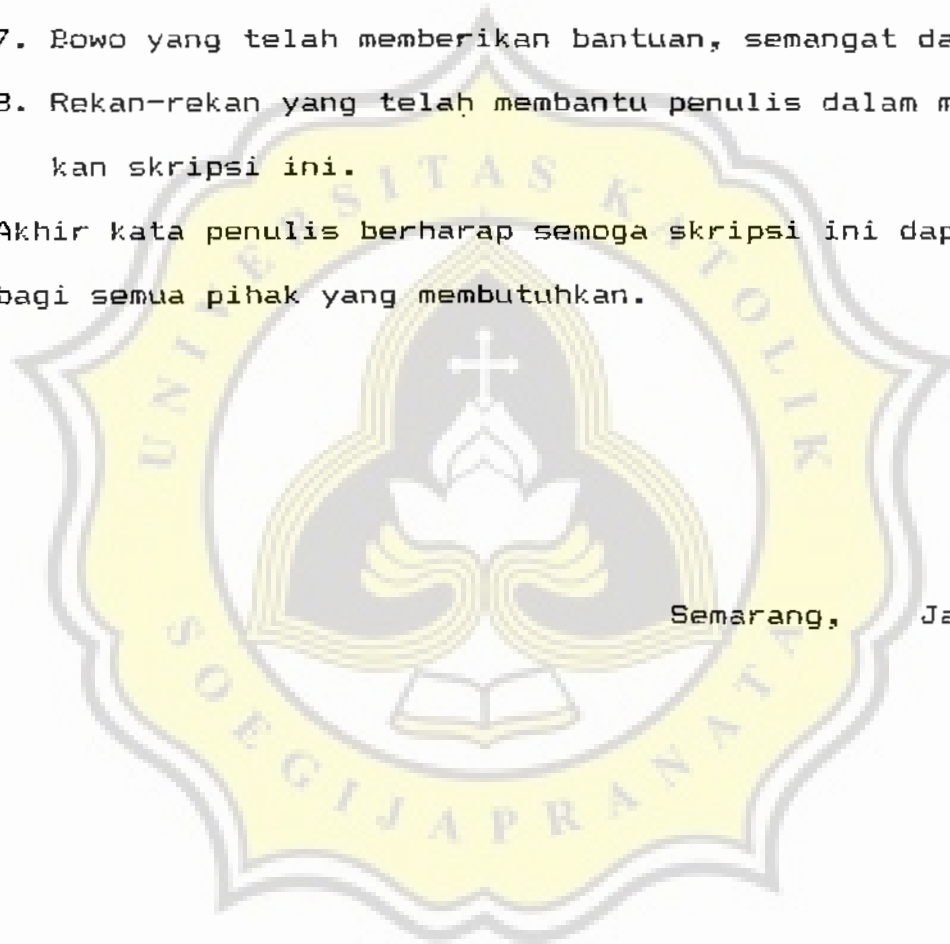 7. Bowo yang telah memberikan bantuan, semangat da
8. Rekan-rekan yang telah membantu penulis dalam m
kan skripsi ini.
Akhir kata penulis berharap semoga skripsi ini dap
bagi semua pihak yang membutuhkan.
Semarang, Ja
UNIVERSITAS KATOLIK
SOEGIJAPRANATA